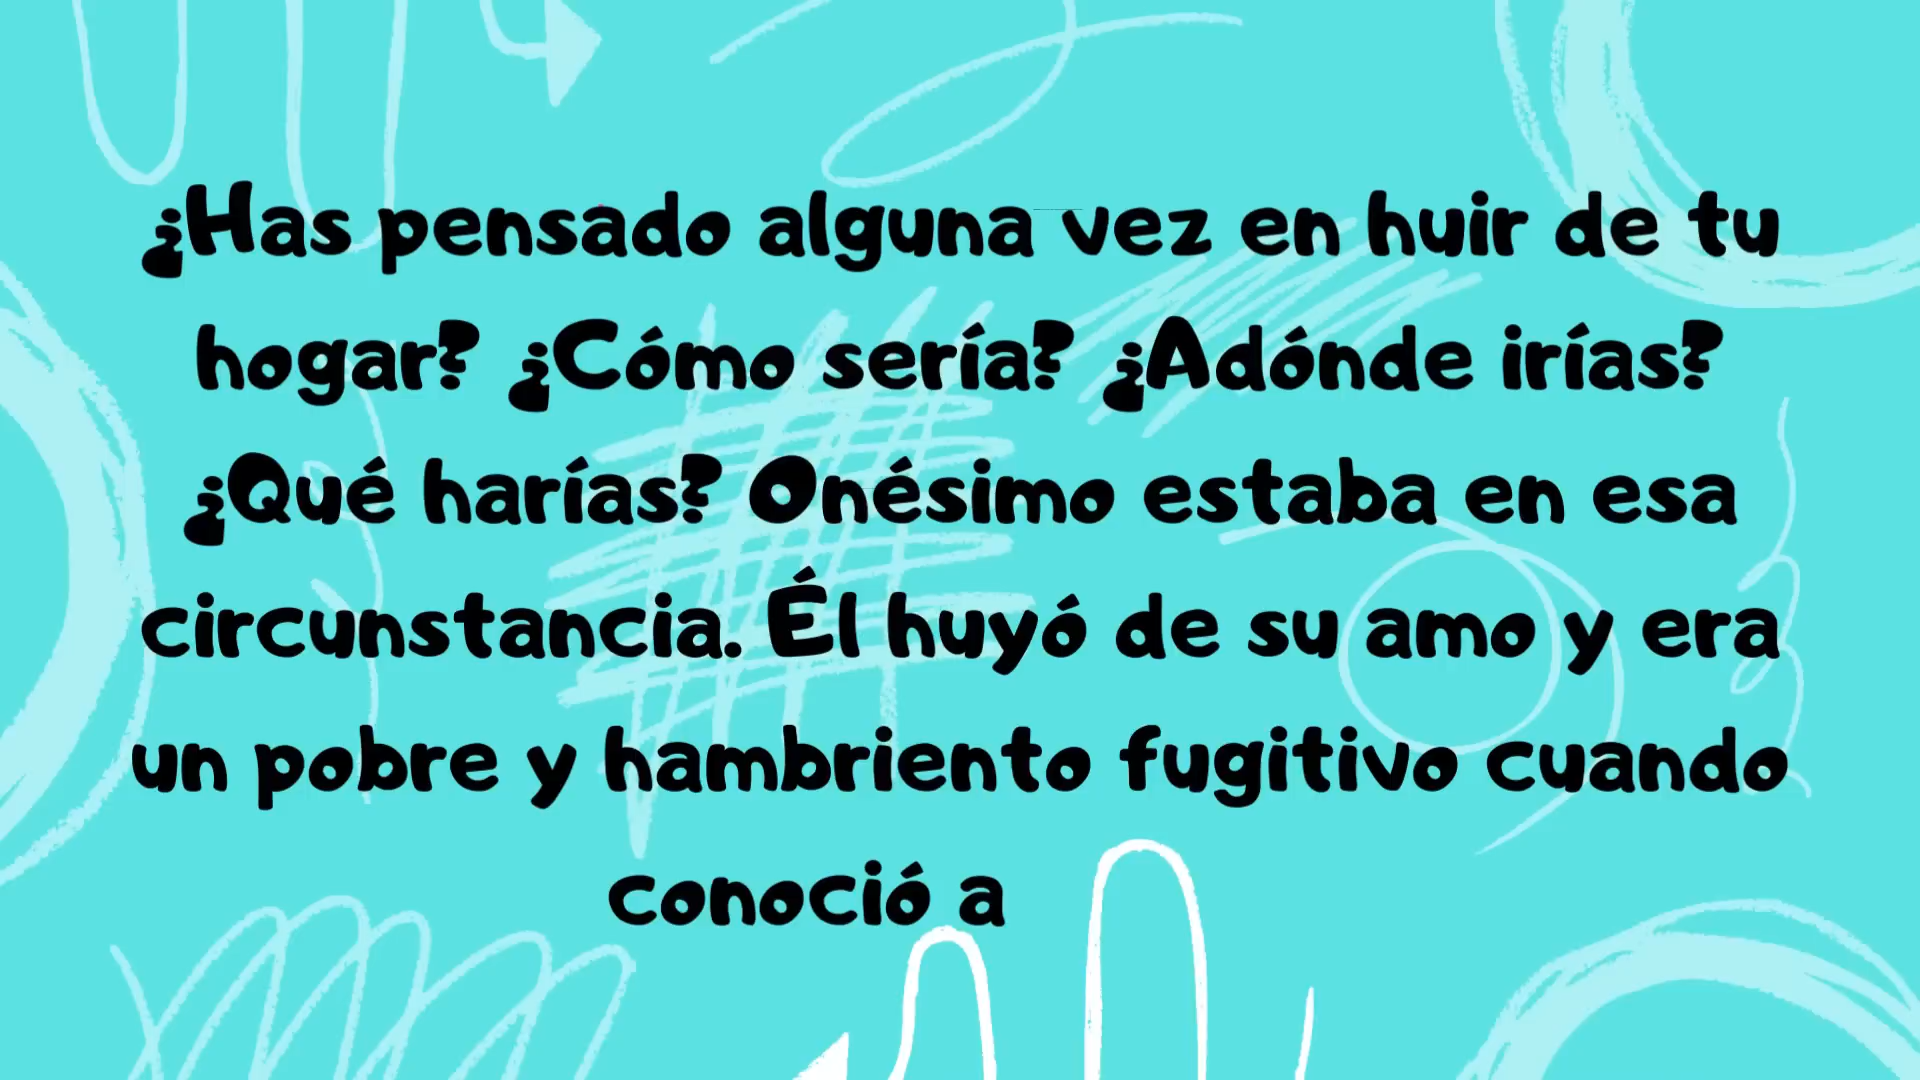 ¿Has pensado alguna vez en huir de tu
hogar? ¿Cómo sería? ¿Adónde irías?
¿Qué harías? Onésimo estaba en esa
circunstancia. Él huyó de su amo y era
un pobre y hambriento fugitivo cuando
conoció a